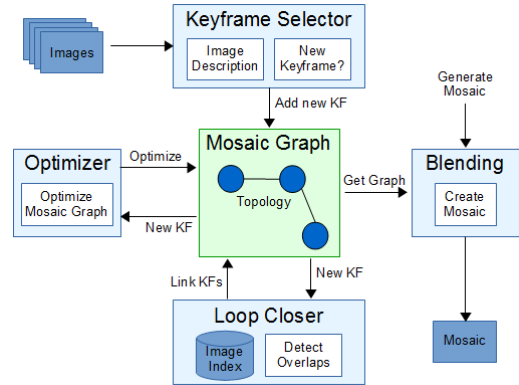 Keyframe Selector
Images
Image
Description
New
Keyframe?
Add new KF
Generate
Mosaic
Optimizer
Optimize
Mosaic Graph
Optimize
New KF
Mosaic Graph
Topology
Get Graph
Blending
Create
Mosaic
Link KFs
New KF
Loop Closer
Image
Index
Detect
Overlaps
Mosaic